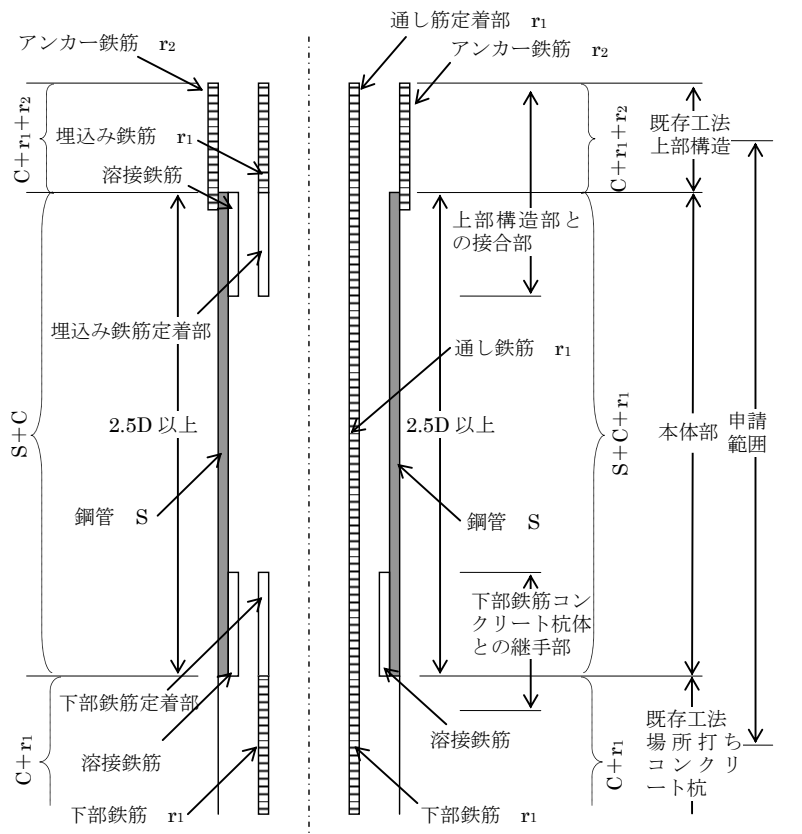 通し筋定着部 r₁
アンカー鉄筋 r₂
アンカー鉄筋 r₂
C＋r₁＋r₂
埋込み鉄筋 r₁
溶接鉄筋
C＋r₁＋r₂
既存工法
上部構造
上部構造部と
の接合部
埋込み鉄筋定着部
通し鉄筋 r₁
S＋C
2.5D 以上
2.5D 以上
S＋C＋r₁
本体部
申請
範囲
鋼管 S
鋼管 S
下部鉄筋コン
クリート杭体
との継手部
下部鉄筋定着部
溶接鉄筋
溶接鉄筋
C＋r₁
C＋r₁
既存工法
場所打ち
コンクリ
ート杭
下部鉄筋 r₁
下部鉄筋 r₁